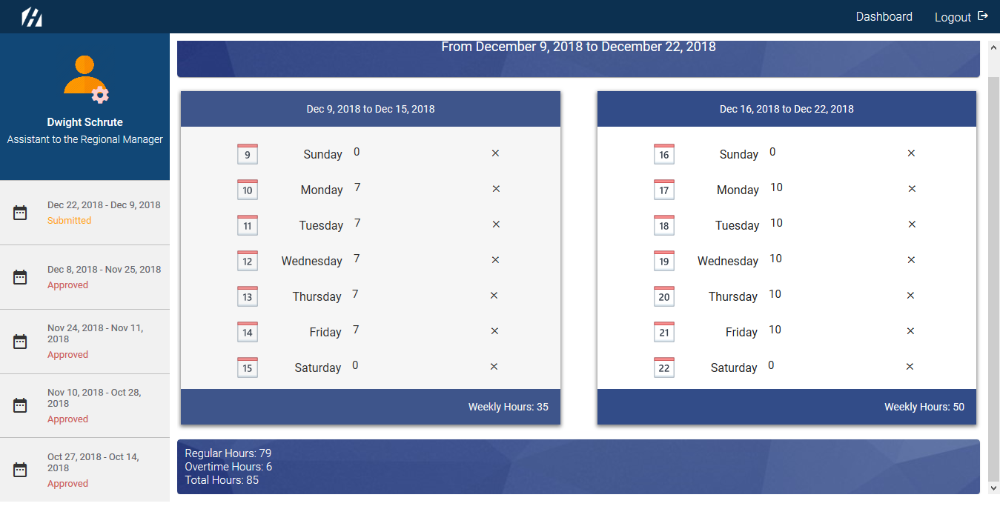 Dashboard Logout
Dwight Schrute
Assistant to the Regional Manager
Dec 22, 2018 - Dec 9, 2018
Submitted
Dec 8, 2018 - Nov 25, 2018
Approved
Nov 24, 2018 - Nov 11,
2018
Approved
Nov 10, 2018 - Oct 28,
2018
Approved
Oct 27, 2018 - Oct 14,
2018
Approved
From December 9, 2018 to December 22, 2018
Dec 9, 2018 to Dec 15, 2018
9 Sunday 0
10 Monday 7
11 Tuesday 7
12 Wednesday 7
13 Thursday 7
14 Friday 7
15 Saturday 0
Weekly Hours: 35
Dec 16, 2018 to Dec 22, 2018
16 Sunday 0
17 Monday 10
18 Tuesday 10
19 Wednesday 10
20 Thursday 10
21 Friday 10
22 Saturday 0
Weekly Hours: 50
Regular Hours: 79
Overtime Hours: 6
Total Hours: 85